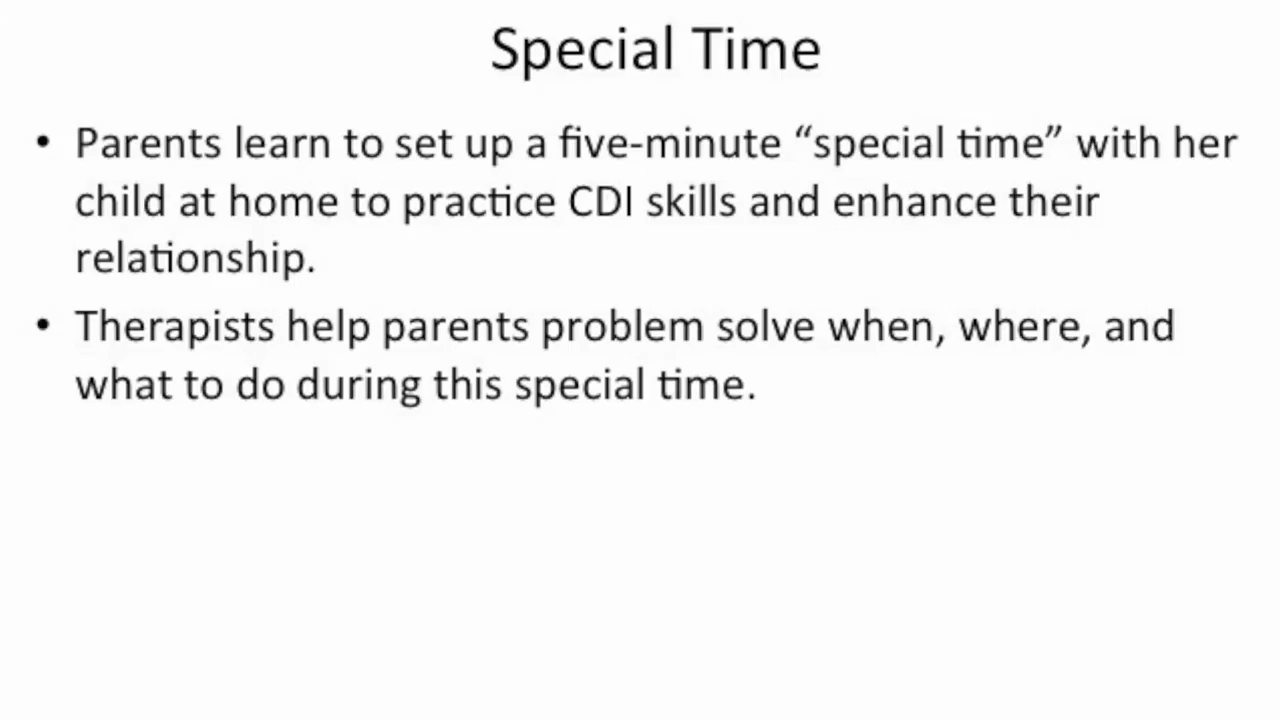 Special Time
• Parents learn to set up a five-minute “special time” with her
child at home to practice CDI skills and enhance their
relationship.
• Therapists help parents problem solve when, where, and
what to do during this special time.